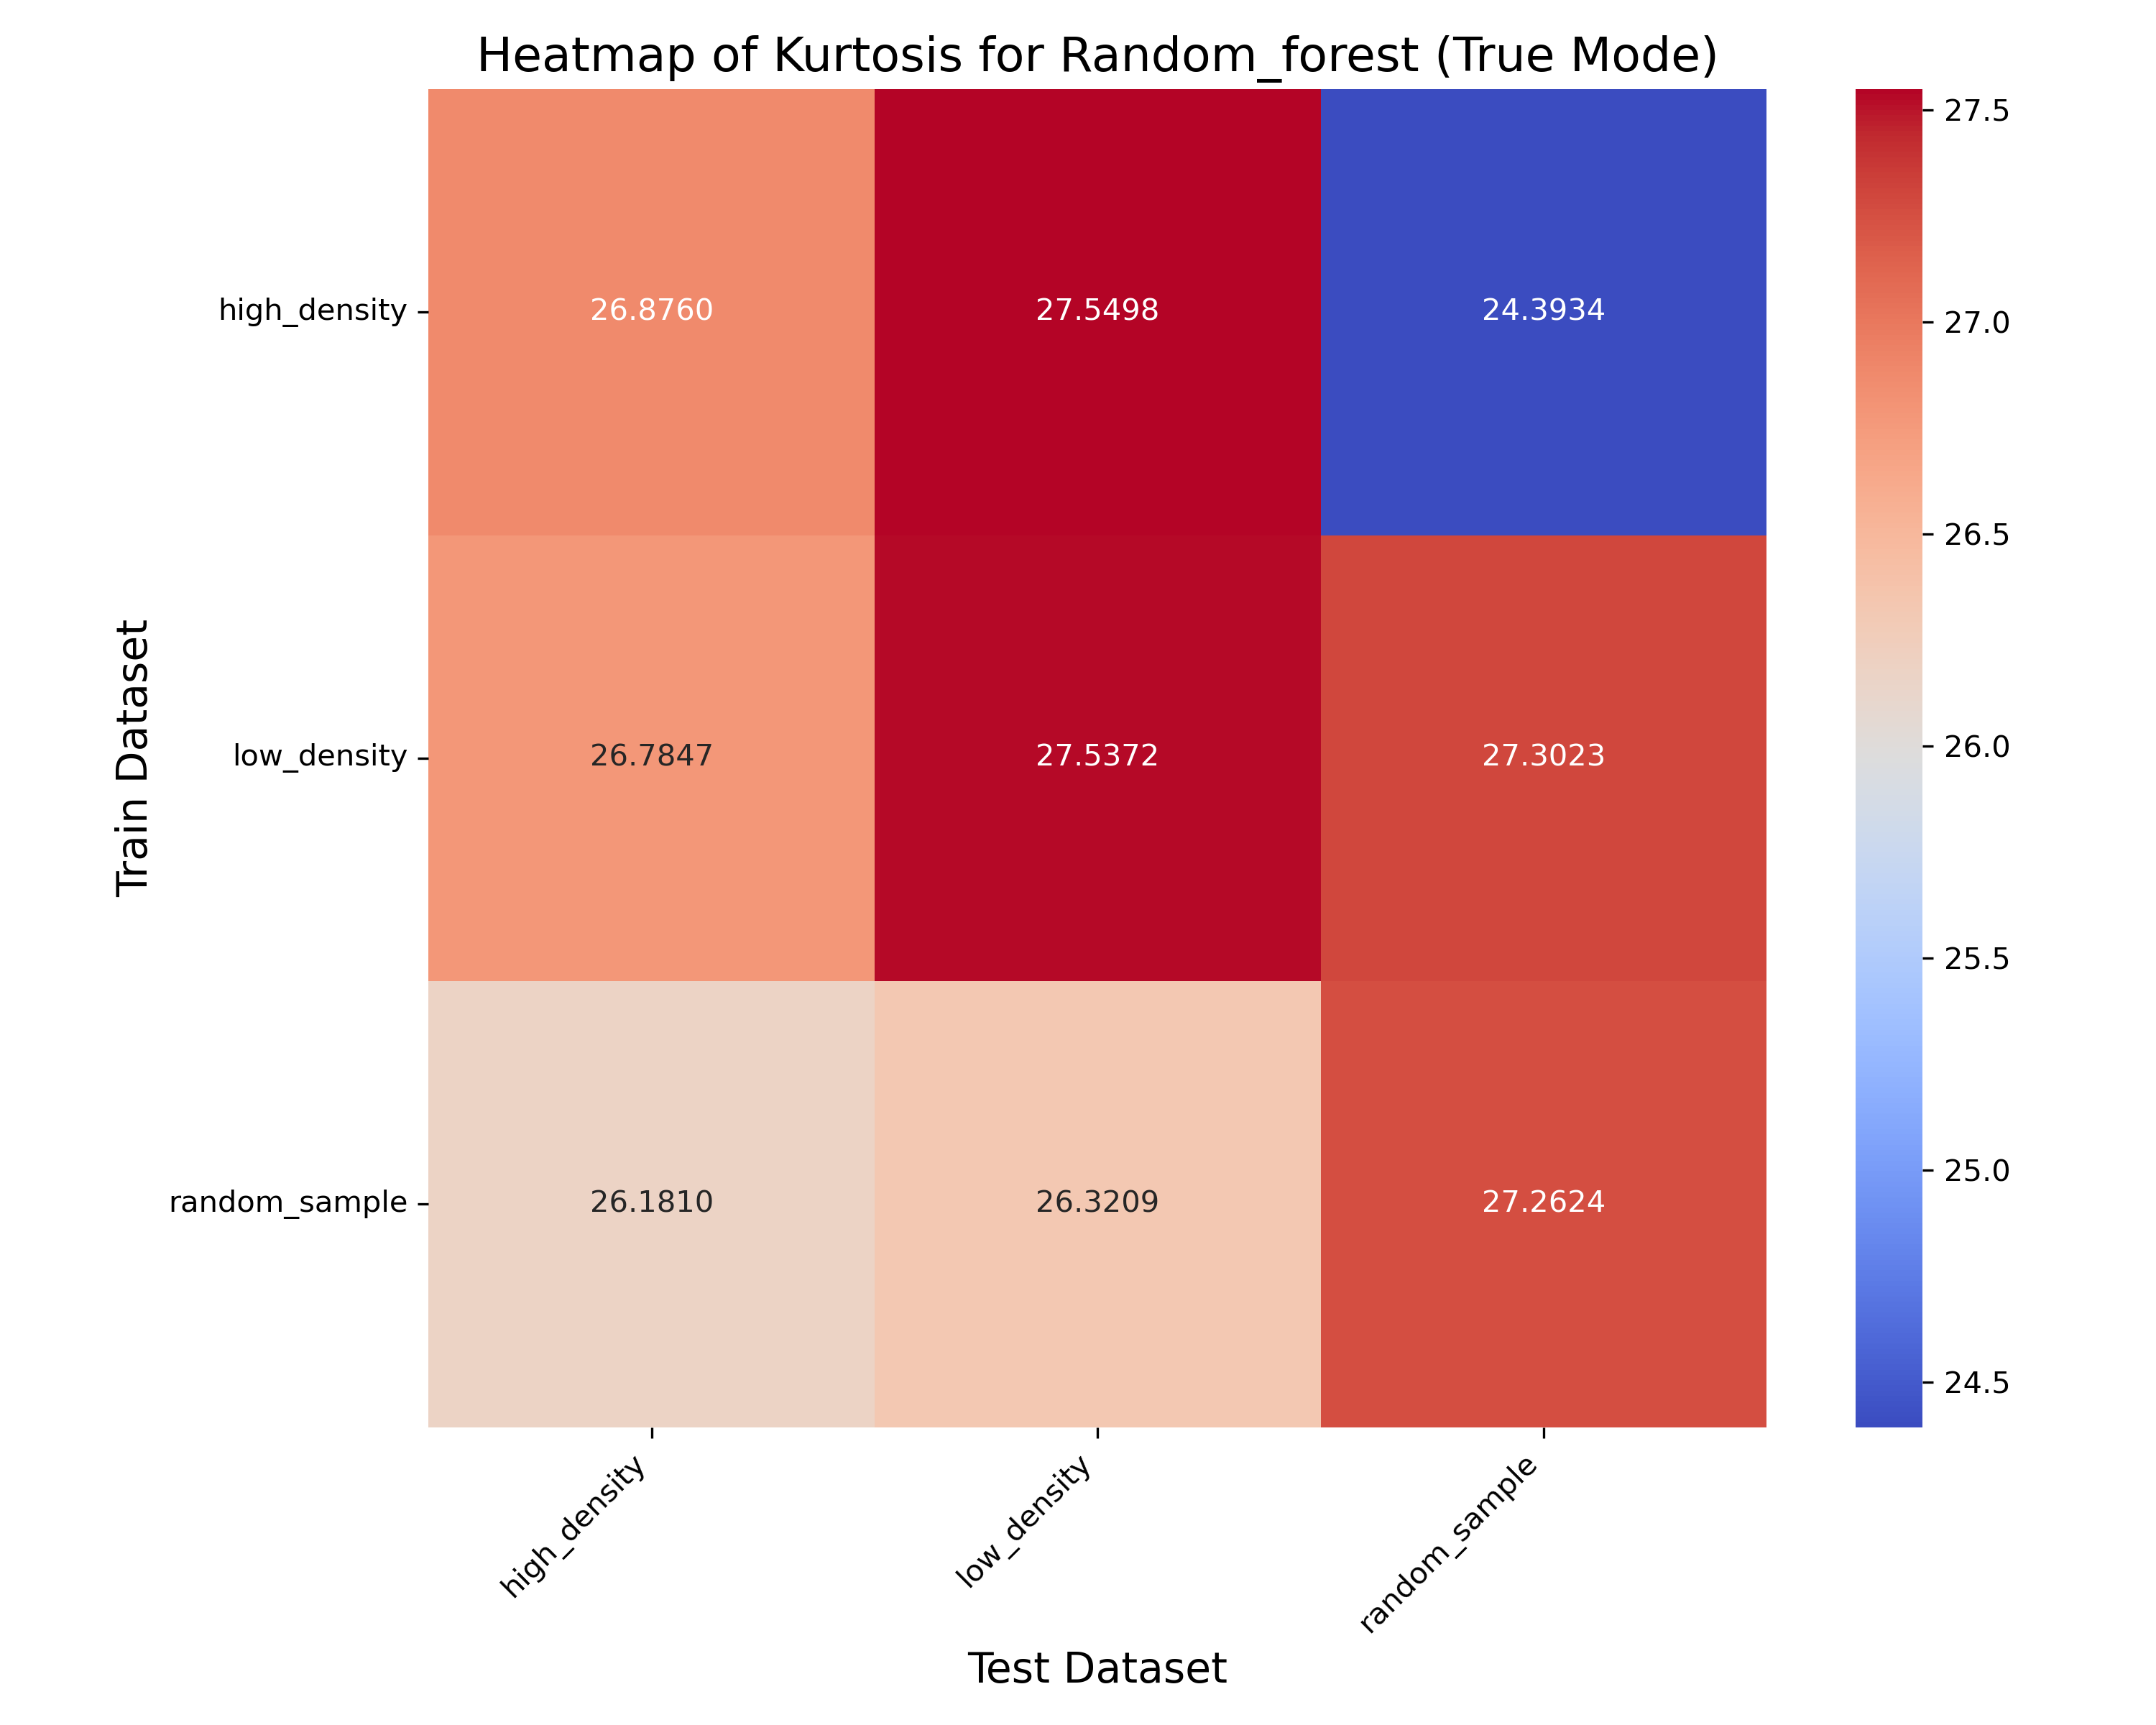 Heatmap of Kurtosis for Random_forest (True Mode)
Train Dataset
high_density
26.8760
27.5498
24.3934
low_density
26.7847
27.5372
27.3023
random_sample
26.1810
26.3209
27.2624
high_density
low_density
random_sample
Test Dataset
27.5
27.0
26.5
26.0
25.5
25.0
24.5